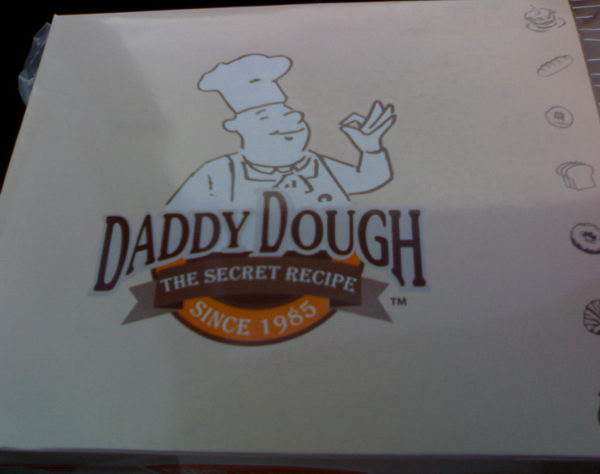 DADDY DOUGH
THE SECRET RECIPE
SINCE 1985
TM